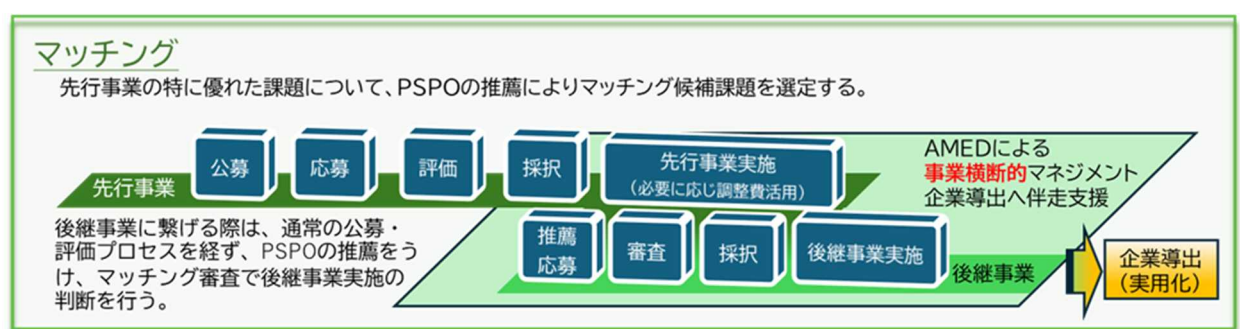 マッチング
先行事業の特に優れた課題について、PSPOの推薦によりマッチング候補課題を選定する。
公募
応募
評価
採択
先行事業実施
（必要に応じ調整費活用）
先行事業
AMEDによる
事業横断的マネジメント
企業導出へ伴走支援
後継事業に繋げる際は、通常の公募・
評価プロセスを経ず、PSPOの推薦をう
け、マッチング審査で後継事業実施の
判断を行う。
推薦
応募
審査
採択
後継事業実施
後継事業
企業導出
（実用化）